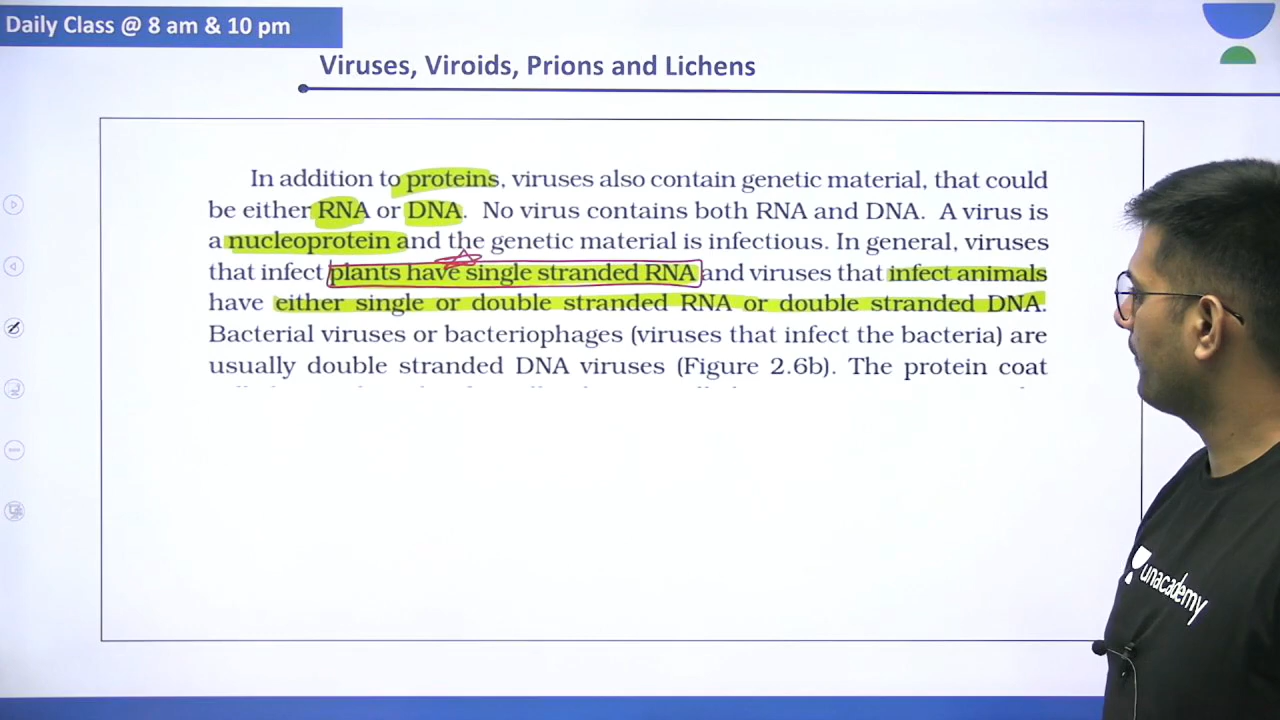 Daily Class @ 8 am & 10 pm
Viruses, Viroids, Prions and Lichens
In addition to proteins, viruses also contain genetic material, that could
be either RNA or DNA. No virus contains both RNA and DNA. A virus is
a nucleoprotein and the genetic material is infectious. In general, viruses
that infect plants have single stranded RNA and viruses that infect animals
have either single or double stranded RNA or double stranded DNA.
Bacterial viruses or bacteriophages (viruses that infect the bacteria) are
usually double stranded DNA viruses (Figure 2.6b). The protein coat
unacademy